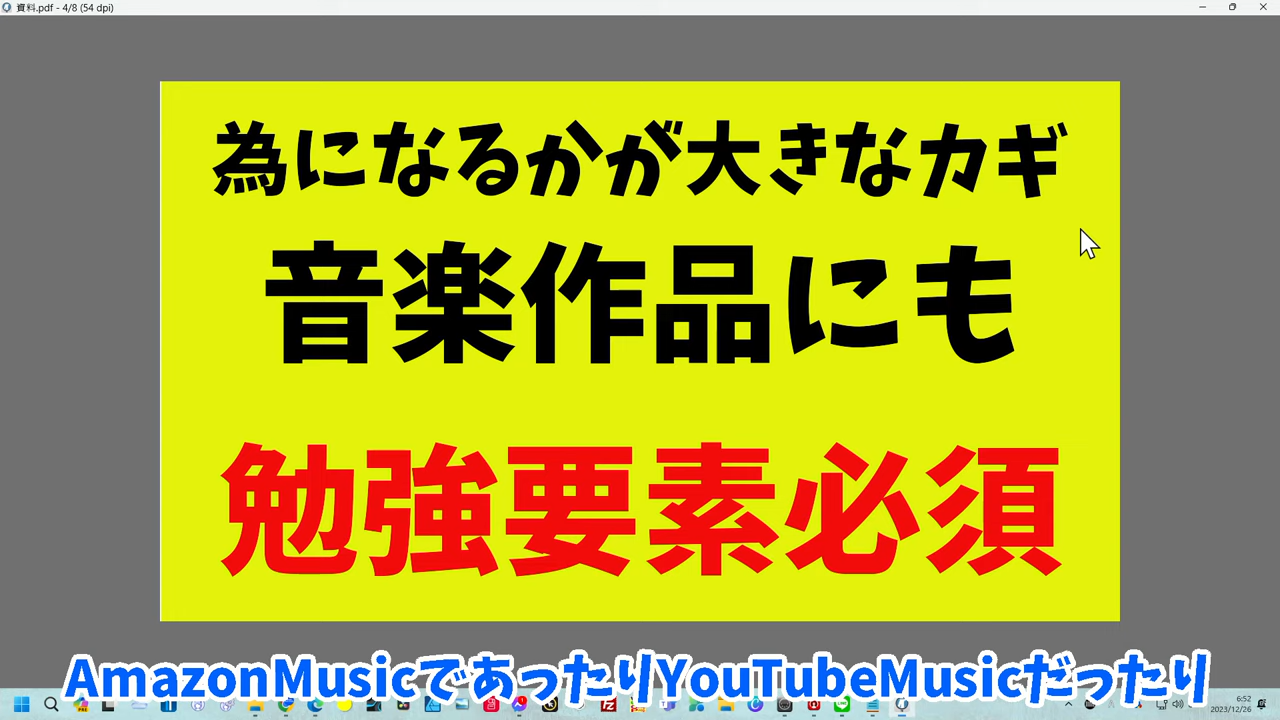 資料.pdf - 4/8 (54 dpi)
為になるかが大きなカギ
音楽作品にも
勉強要素必須
AmazonMusicであったりYouTubeMusicだったり
6:52
2023/12/26